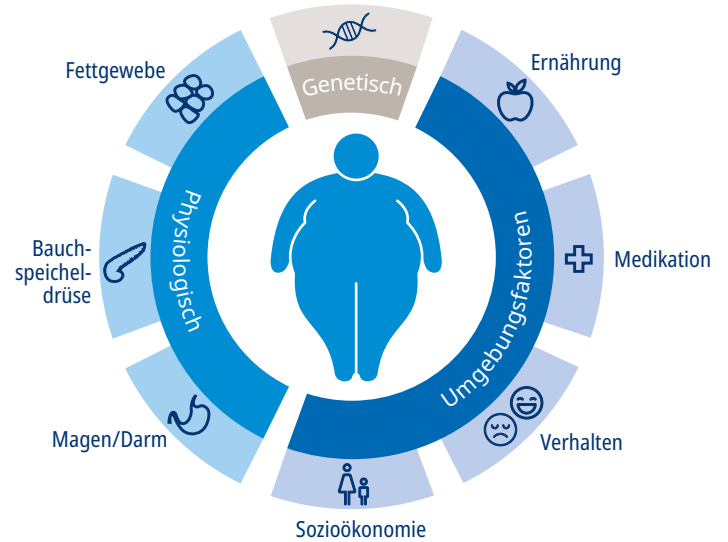 Genetisch
Ernährung
Medikation
Umgebungsfaktoren
Verhalten
Sozioökonomie
Magen/Darm
Bauch-
speichel-
drüse
Physiologisch
Fettgewebe